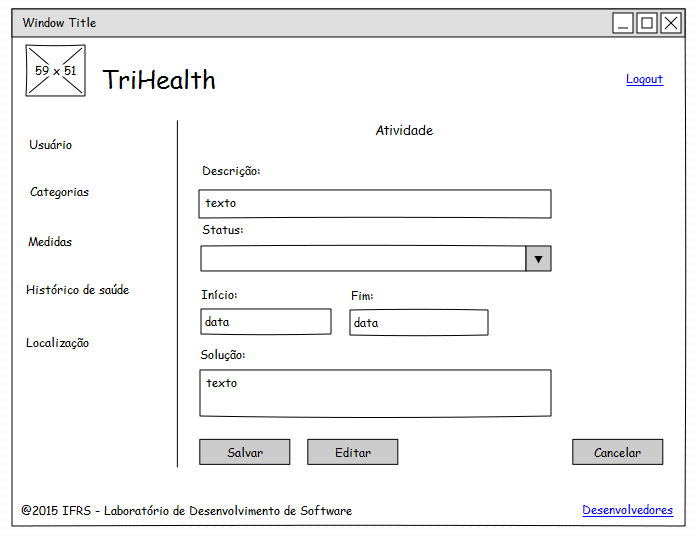 Window Title
59 x 51
TriHealth
Logout
Usuário
Categorias
Medidas
Histórico de saúde
Localização
Atividade
Descrição:
texto
Status:
Início:
Fim:
data
data
Solução:
texto
Salvar
Editar
Cancelar
©2015 IFRS - Laboratório de Desenvolvimento de Software
Desenvolvedores